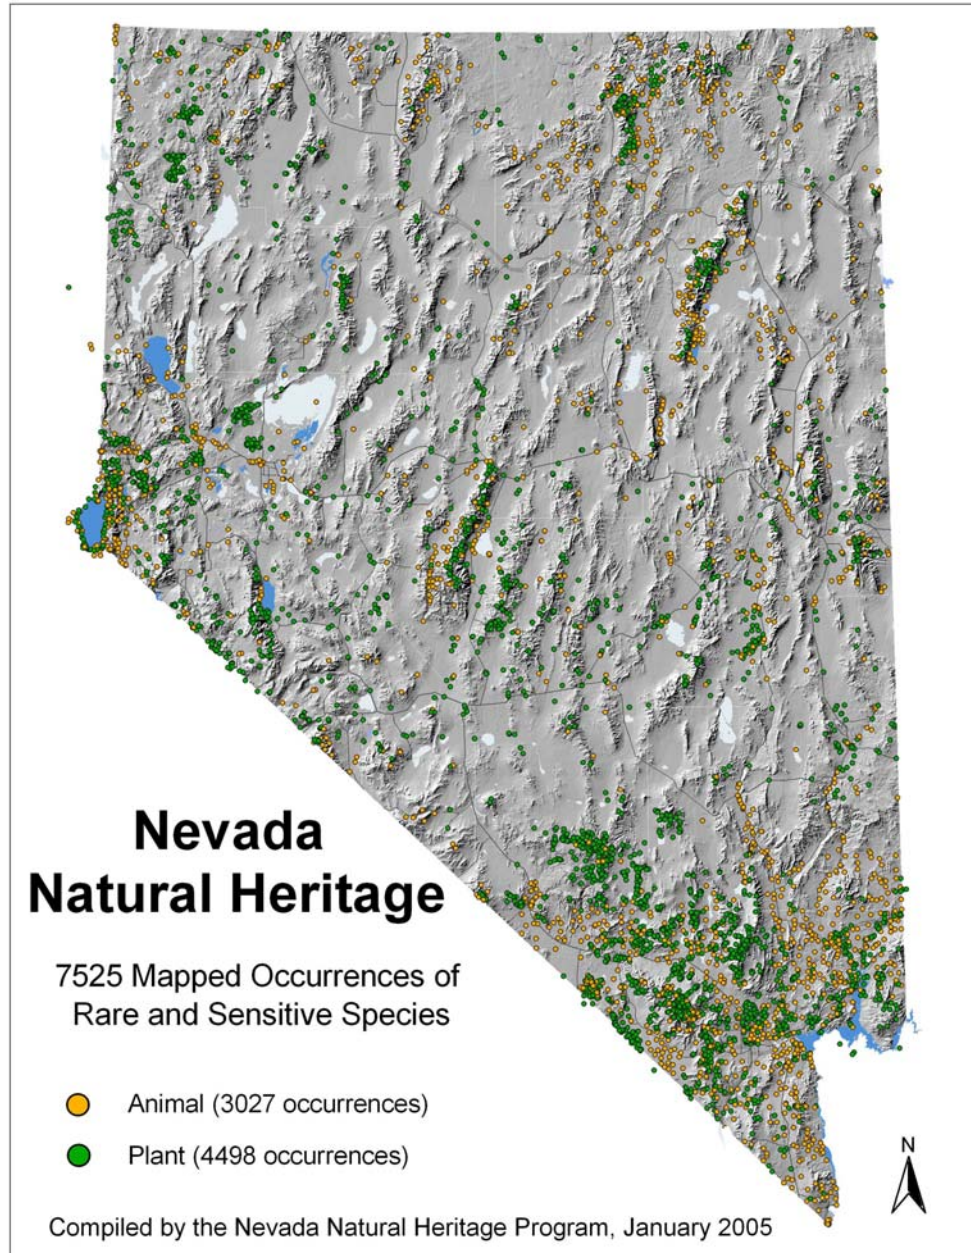 Nevada
Natural Heritage
7525 Mapped Occurrences of
Rare and Sensitive Species
Animal (3027 occurrences)
Plant (4498 occurrences)
N
Compiled by the Nevada Natural Heritage Program, January 2005